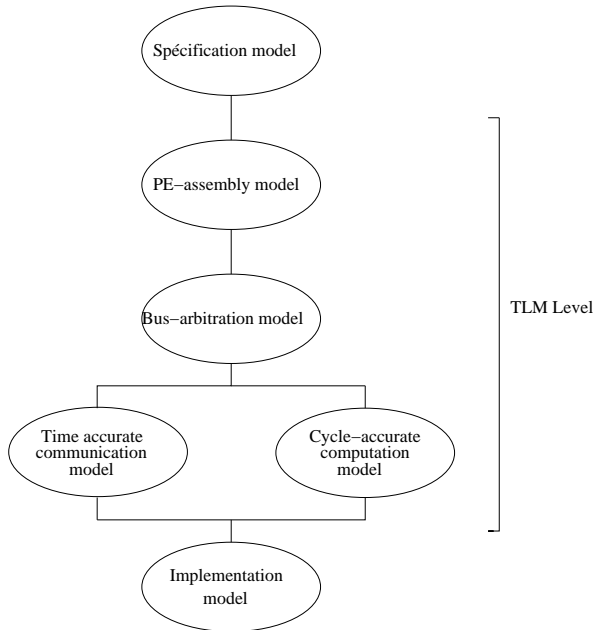 Spécification model
PE−assembly model
Bus−arbitration model
TLM Level
Time accurate
communication
model
Cycle−accurate
computation
model
Implementation
model